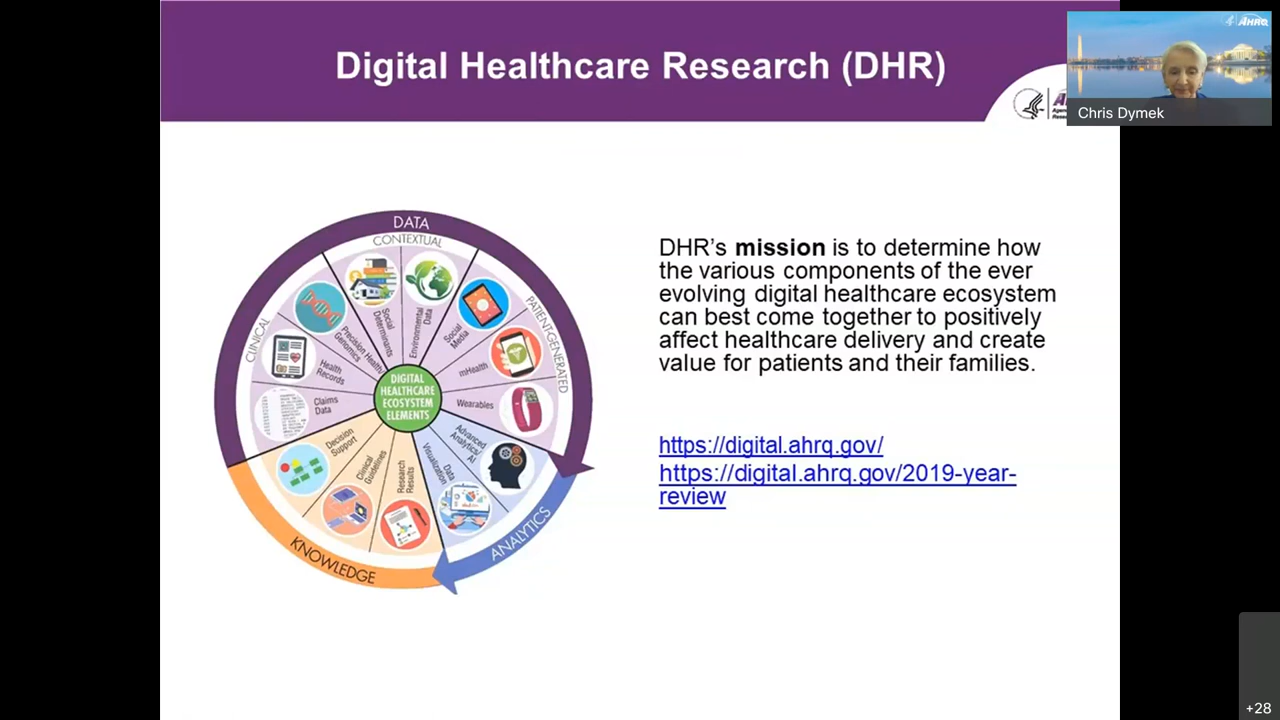 Digital Healthcare Research (DHR)
AHRQ
Chris Dymek
DATA
CONTEXTUAL
CLINICAL
PATIENT-GENERATED
Claims
Data
Health
Records
Precision Health/
Genomics
Social
Determinants
Environmental
Data
Social
Media
mHealth
Wearables
Advanced
Analytics/
AI
Data
Visualization
Research
Results
Clinical
Guidelines
Decision
Support
DIGITAL
HEALTHCARE
ECOSYSTEM
ELEMENTS
KNOWLEDGE
ANALYTICS
DHR's mission is to determine how
the various components of the ever
evolving digital healthcare ecosystem
can best come together to positively
affect healthcare delivery and create
value for patients and their families.
https://digital.ahrq.gov/
https://digital.ahrq.gov/2019-year-
review
+28